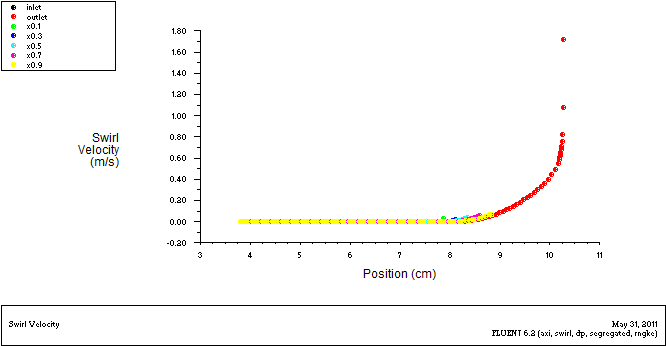 inlet
outlet
x0.1
x0.3
x0.5
x0.7
x0.9
1.80
1.60
1.40
1.20
1.00
0.80
0.60
0.40
0.20
0.00
-0.20
Swirl
Velocity
(m/s)
3 4 5 6 7 8 9 10 11
Position (cm)
Swirl Velocity
May 31, 2011
FLUENT 6.2 (axi, swirl, dp, segregated, rngke)